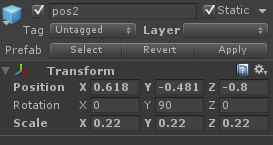 pos2 Static
Tag Untagged Layer
Prefab Select Revert Apply
Transform
Position X 0.618 Y -0.481 Z -0.8
Rotation X 0 Y 90 Z 0
Scale X 0.22 Y 0.22 Z 0.22